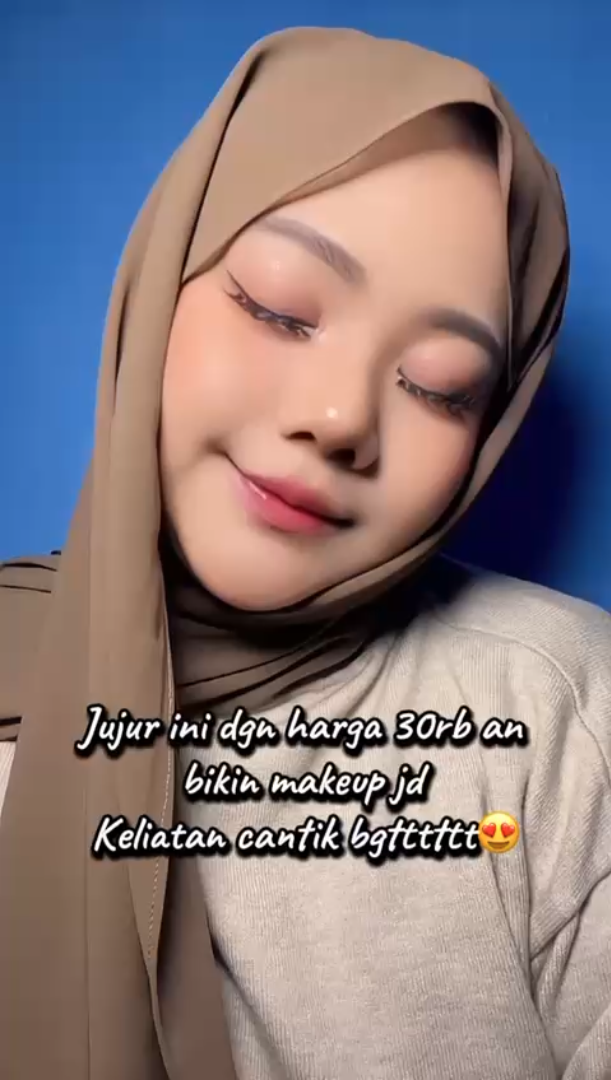 Jujur ini dgn harga 30rb an
bikin makeup jd
Keliatan cantik bgtttttt😍